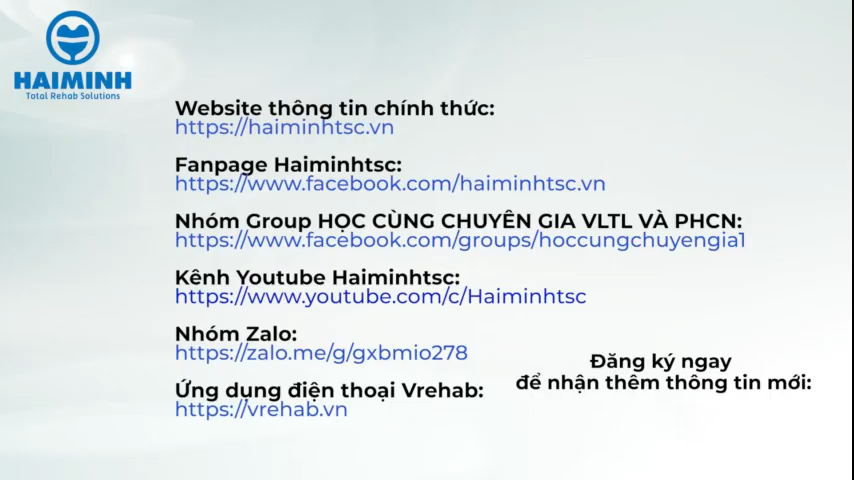 HAIMINH
Total Rehab Solutions
Website thông tin chính thức:
https://haiminhtsc.vn
Fanpage Haiminhtsc:
https://www.facebook.com/haiminhtsc.vn
Nhóm Group HỌC CÙNG CHUYÊN GIA VLTL VÀ PHCN:
https://www.facebook.com/groups/hoccungchuyengia1
Kênh Youtube Haiminhtsc:
https://www.youtube.com/c/Haiminhtsc
Nhóm Zalo:
https://zalo.me/g/gxbmio278
Ứng dụng điện thoại Vrehab:
https://vrehab.vn
Đăng ký ngay
để nhận thêm thông tin mới: